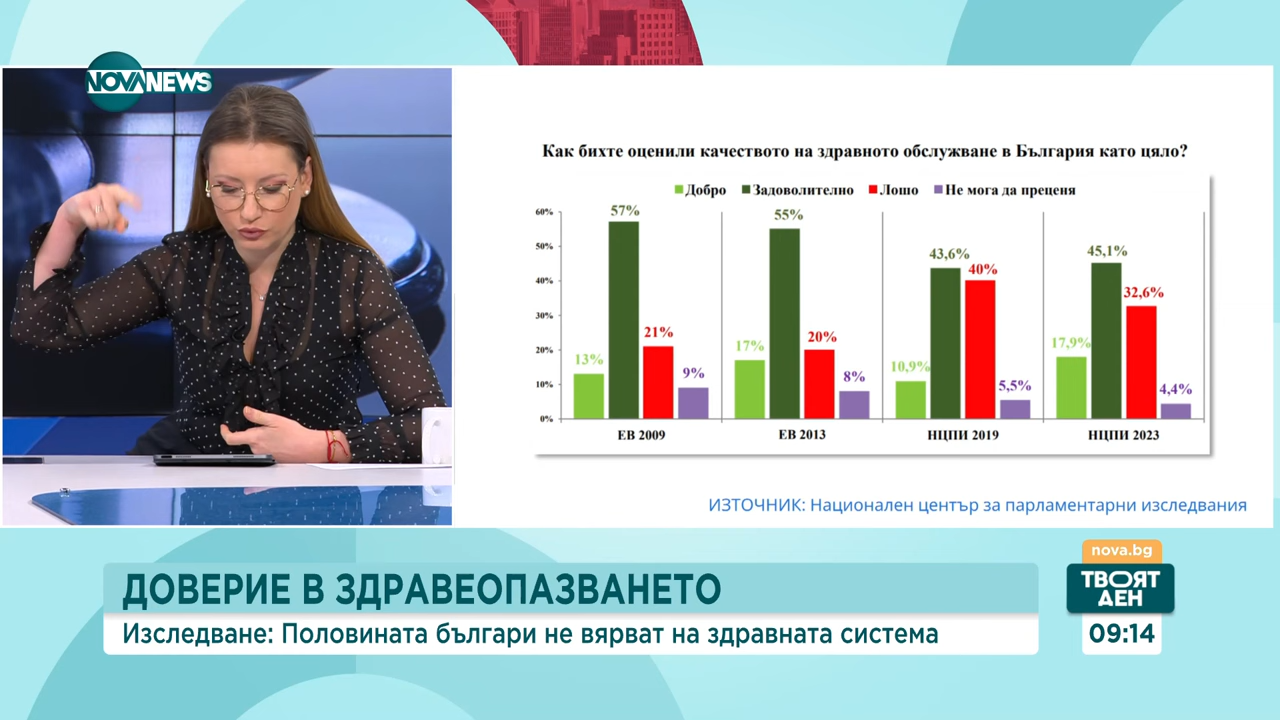 NOVANEWS
Как бихте оценили качеството на здравното обслужване в България като цяло?
Добро Задоволително Лошо Не мога да преценя
60%
50%
40%
30%
20%
10%
0%
13% 57% 21% 9%
17% 55% 20% 8%
10,9% 43,6% 40% 5,5%
17,9% 45,1% 32,6% 4,4%
ЕВ 2009 ЕВ 2013 НЦПИ 2019 НЦПИ 2023
ИЗТОЧНИК: Национален център за парламентарни изследвания
ДОВЕРИЕ В ЗДРАВЕОПАЗВАНЕТО
Изследване: Половината българи не вярват на здравната система
nova.bg
ТВОЯТ
ДЕН
09:14